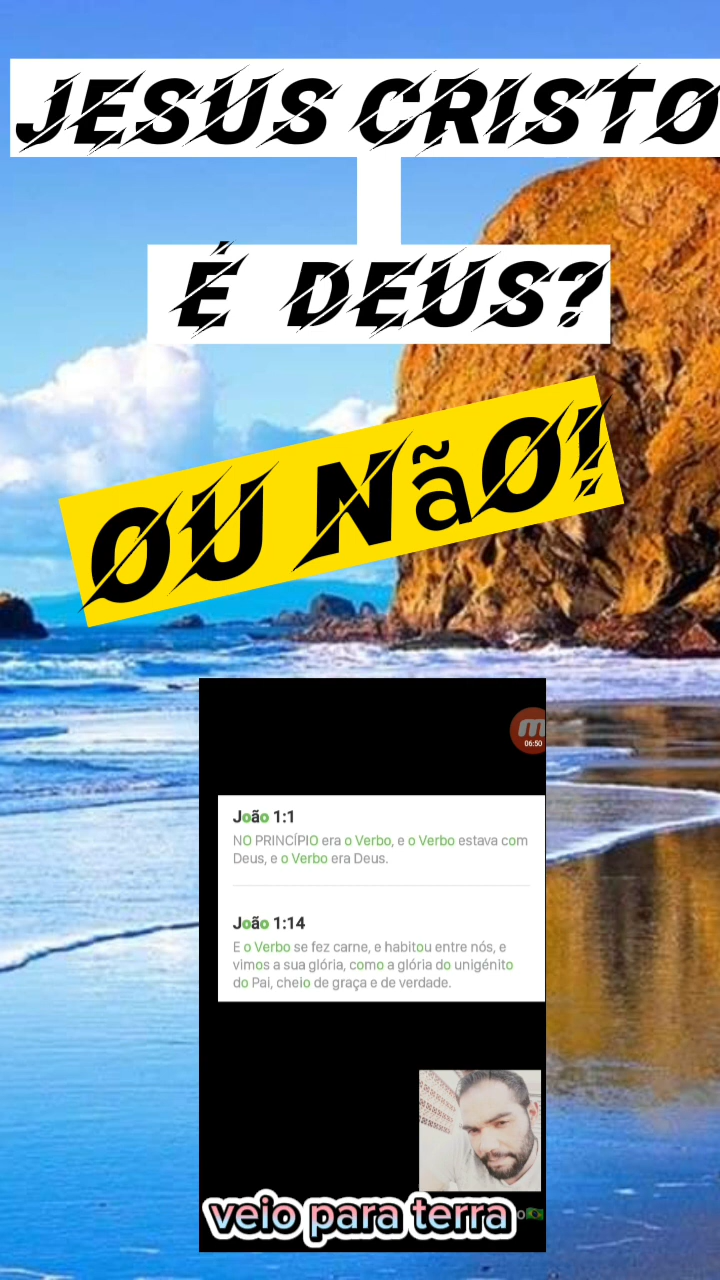 JESUS CRISTO
É DEUS?
OU NãO!
m
06:50
João 1:1
NO PRINCÍPIO era o Verbo, e o Verbo estava com
Deus, e o Verbo era Deus.
João 1:14
E o Verbo se fez carne, e habitou entre nós, e
vimos a sua glória, como a glória do unigénito
do Pai, cheio de graça e de verdade.
veio para terra